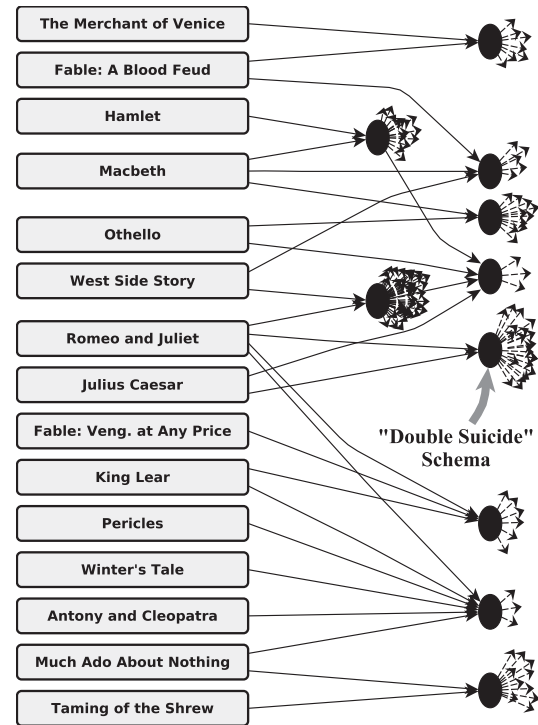 The Merchant of Venice
Fable: A Blood Feud
Hamlet
Macbeth
Othello
West Side Story
Romeo and Juliet
Julius Caesar
Fable: Veng. at Any Price
King Lear
Pericles
Winter's Tale
Antony and Cleopatra
Much Ado About Nothing
Taming of the Shrew
"Double Suicide"
Schema